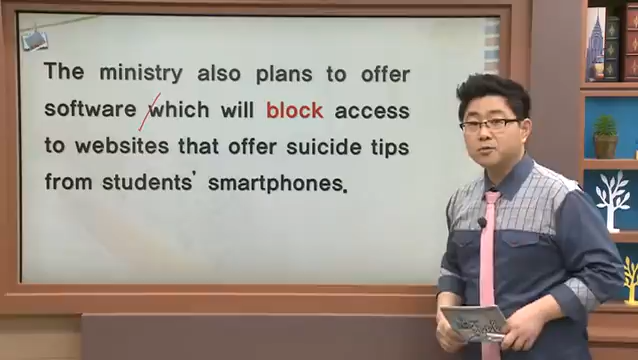 The ministry also plans to offer
software which will block access
to websites that offer suicide tips
from students' smartphones.